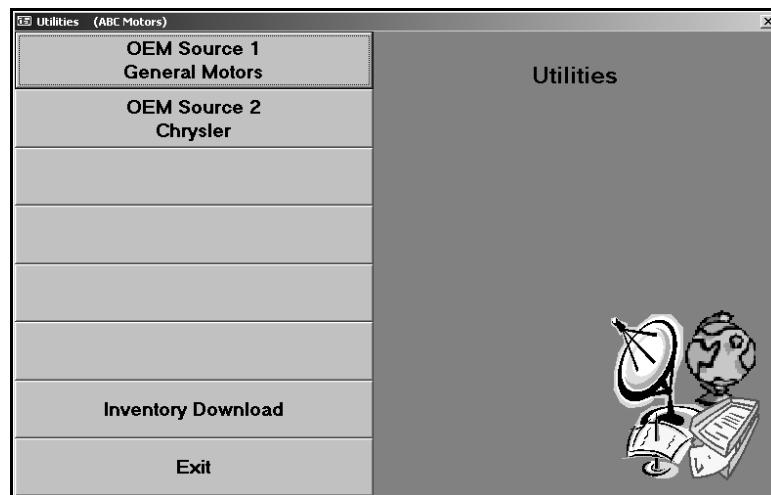 Utilities (ABC Motors)
OEM Source 1
General Motors
OEM Source 2
Chrysler
Inventory Download
Exit
Utilities